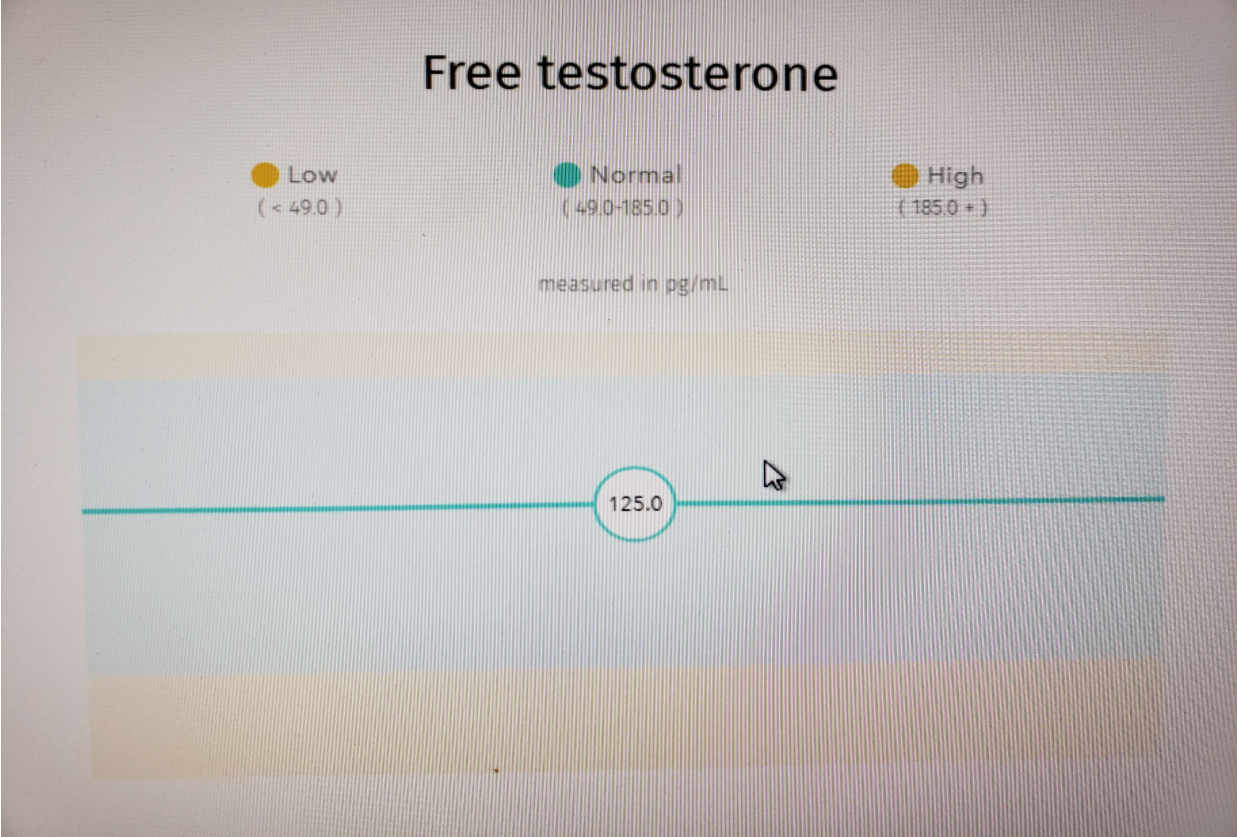 Free testosterone
Low Normal High
( < 49.0 ) ( 49.0-185.0 ) ( 185.0 + )
measured in pg/mL
125.0